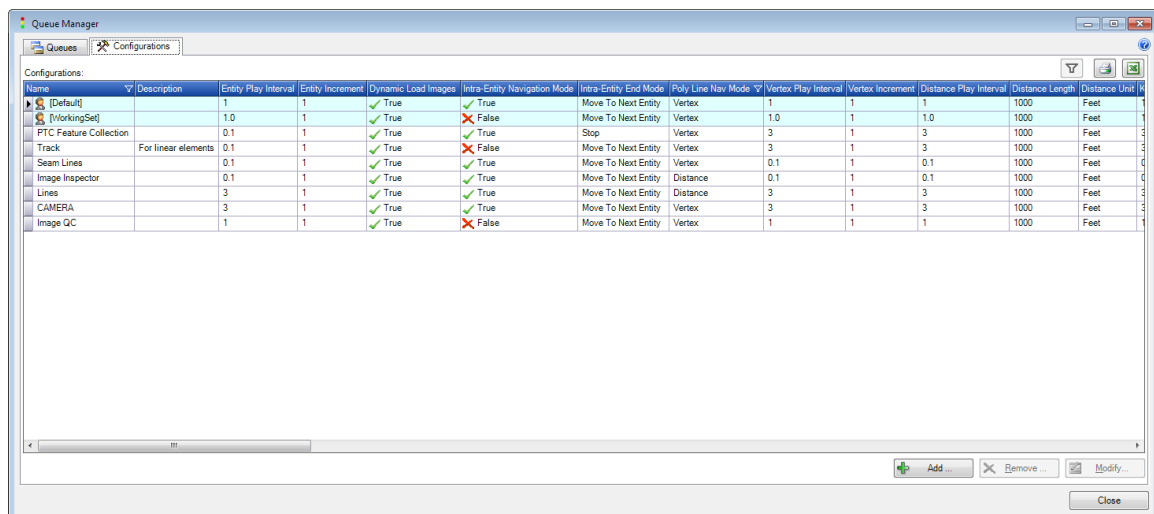 Queue Manager
Queues Configurations
Configurations:
Name Description Entity Play Interval Entity Increment Dynamic Load Images Intra-Entity Navigation Mode Intra-Entity End Mode Poly Line Nav Mode Vertex Play Interval Vertex Increment Distance Play Interval Distance Length Distance Unit K
[Default] 1 1 True True Move To Next Entity Vertex 1 1 1 1000 Feet 1
[WorkingSet] 1.0 1 True False Move To Next Entity Vertex 1.0 1 1.0 1000 Feet 1
PTC Feature Collection 0.1 1 True True Stop Vertex 3 1 3 1000 Feet 3
Track For linear elements 0.1 1 True False Move To Next Entity Vertex 3 1 3 1000 Feet 3
Seam Lines 0.1 1 True True Move To Next Entity Vertex 0.1 1 0.1 1000 Feet 0
Image Inspector 0.1 1 True True Move To Next Entity Distance 0.1 1 0.1 1000 Feet 0
Lines 3 1 True True Move To Next Entity Distance 3 1 3 1000 Feet 3
CAMERA 3 1 True True Move To Next Entity Vertex 3 1 3 1000 Feet 3
Image QC 1 1 True False Move To Next Entity Vertex 1 1 1 1000 Feet 1
Add ... Remove ... Modify...
Close